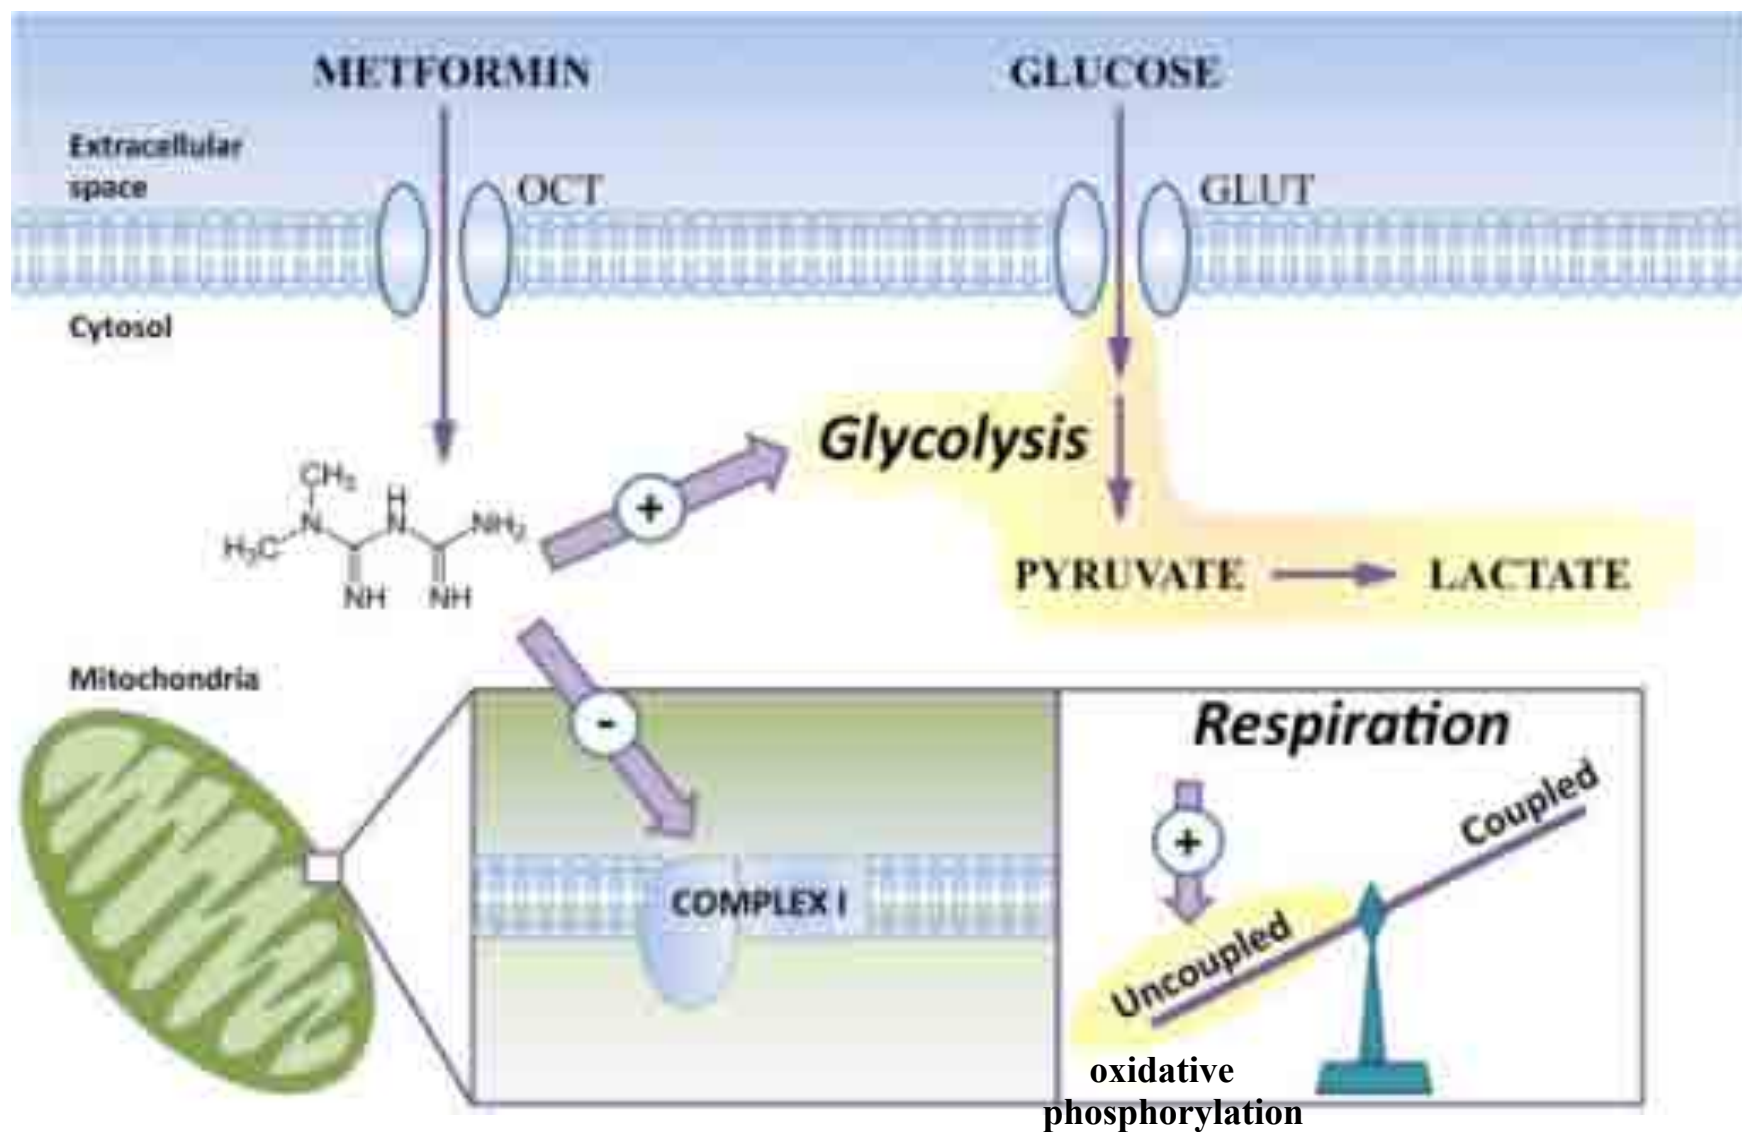 METFORMIN
GLUCOSE
Extracellular
space
OCT
GLUT
Cytosol
Glycolysis
+
CH₃
H
N
N
NH₂
H₃C
NH
NH
PYRUVATE
LACTATE
Mitochondria
-
Respiration
Coupled
+
COMPLEX I
Uncoupled
oxidative
phosphorylation